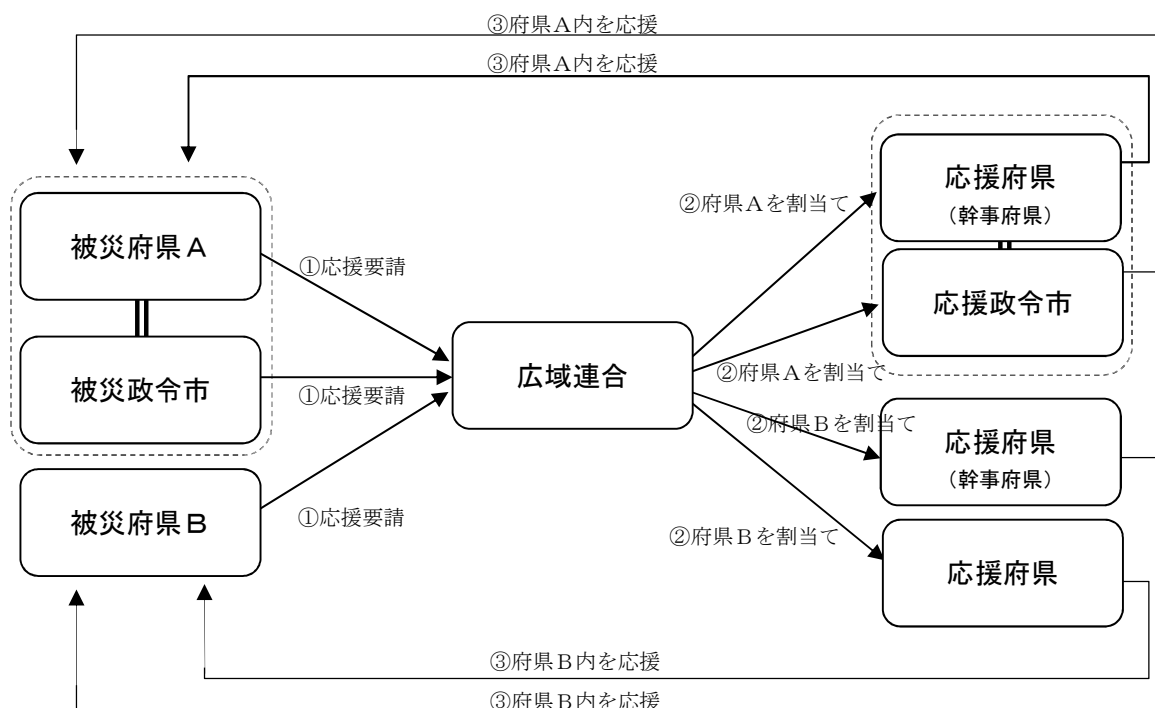 ③府県Ａ内を応援
③府県Ａ内を応援
被災府県Ａ
被災政令市
被災府県Ｂ
①応援要請
①応援要請
①応援要請
広域連合
②府県Ａを割当て
②府県Ａを割当て
②府県Ｂを割当て
②府県Ｂを割当て
応援府県
（幹事府県）
応援政令市
応援府県
（幹事府県）
応援府県
③府県Ｂ内を応援
③府県Ｂ内を応援